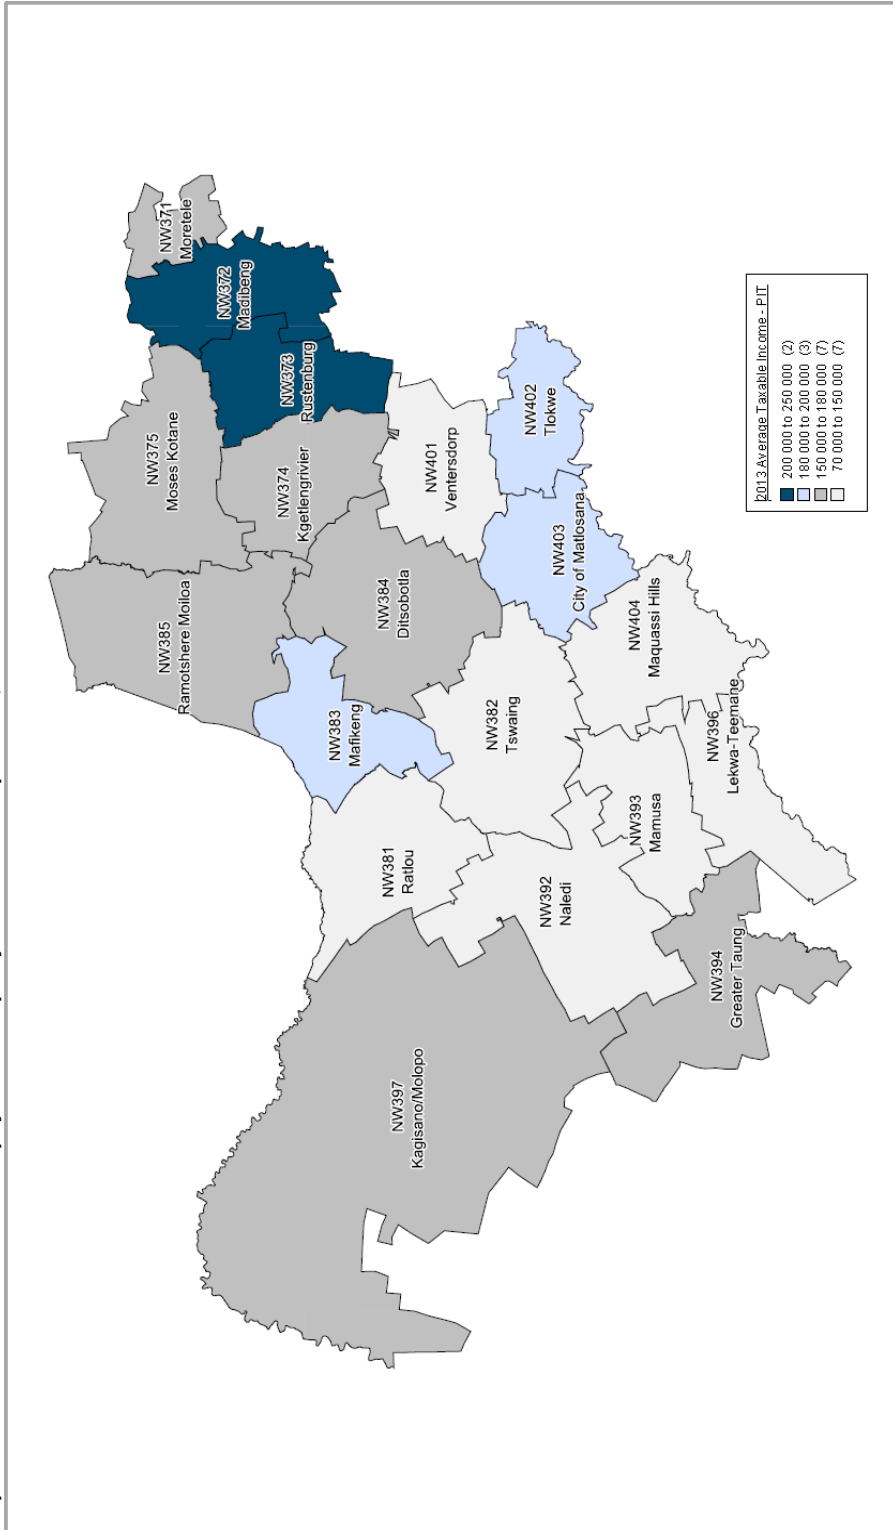 NW371
Moretele
NW372
Madibeng
NW373
Rustenburg
NW375
Moses Kotane
NW374
Kgetlengrivier
NW385
Ramotshere Moiloa
NW401
Ventersdorp
NW402
Tlokwe
NW403
City of Matlosana
NW384
Ditsobotla
NW383
Mafikeng
NW404
Maquassi Hills
NW382
Tswaing
NW396
Lekwa-Teemane
NW393
Mamusa
NW381
Ratlou
NW392
Naledi
NW394
Greater Taung
NW397
Kagisano/Molopo
2013 Average Taxable Income - PIT
200 000 to 250 000 (2)
180 000 to 200 000 (3)
150 000 to 180 000 (7)
70 000 to 150 000 (7)